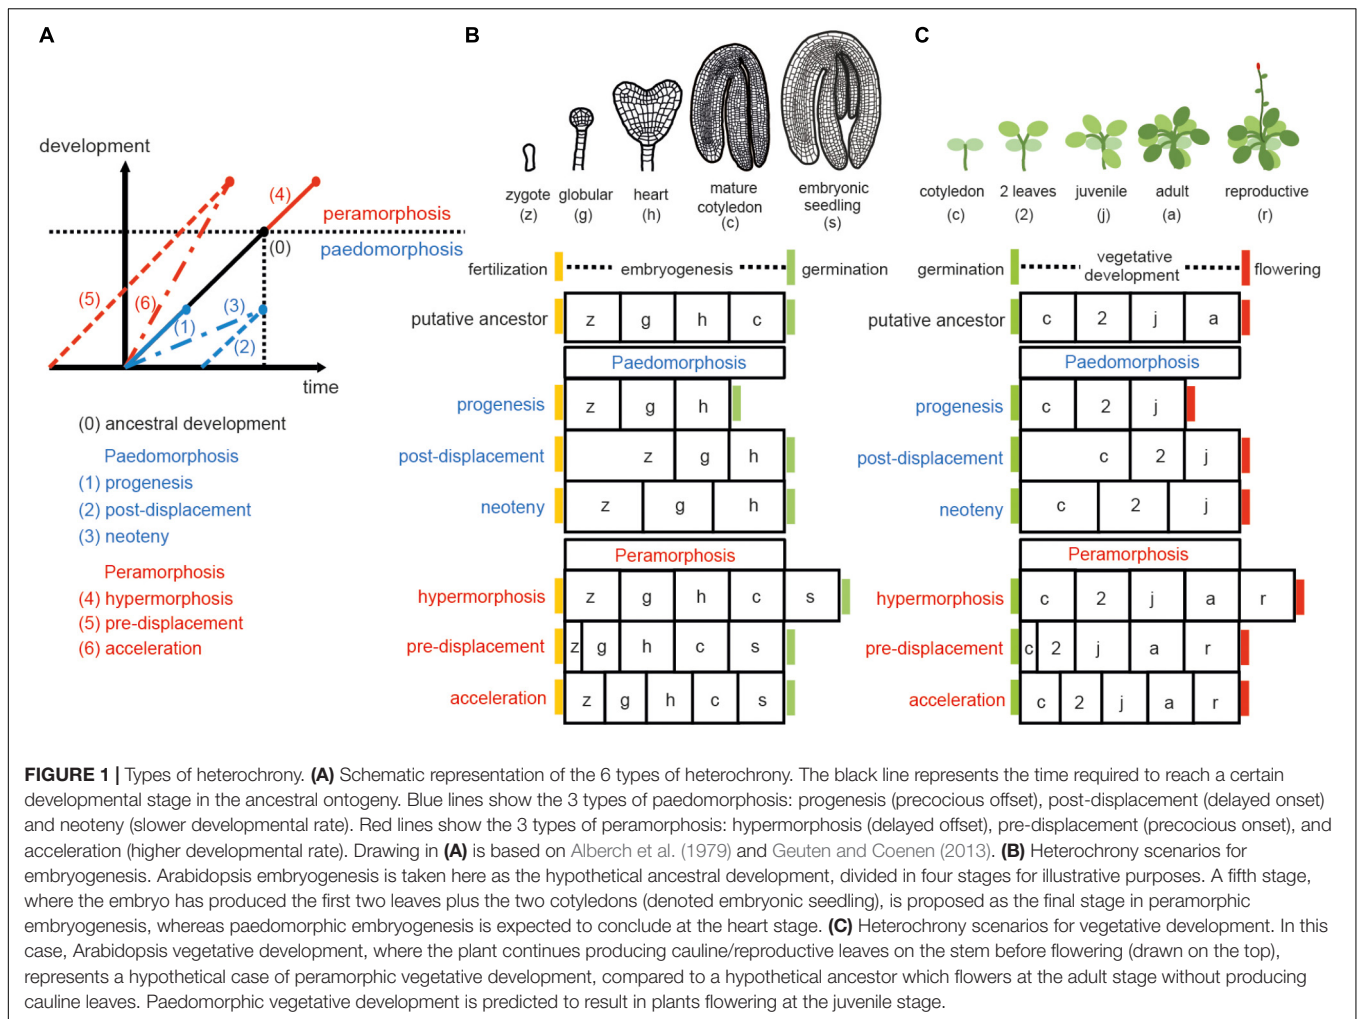 A
development
(4)
peramorphosis
(0)
paedomorphosis
(5)
(6)
(3)
(1)
(2)
time
(0) ancestral development
Paedomorphosis
(1) progenesis
(2) post-displacement
(3) neoteny
Peramorphosis
(4) hypermorphosis
(5) pre-displacement
(6) acceleration
B
zygote globular heart mature cotyledon embryonic seedling
(z) (g) (h) (c) (s)
fertilization embryogenesis germination
putative ancestor z g h c
Paedomorphosis
progenesis z g h
post-displacement z g h
neoteny z g h
Peramorphosis
hypermorphosis z g h c s
pre-displacement z g h c s
acceleration z g h c s
C
cotyledon 2 leaves juvenile adult reproductive
(c) (2) (j) (a) (r)
germination vegetative development flowering
putative ancestor c 2 j a
Paedomorphosis
progenesis c 2 j
post-displacement c 2 j
neoteny c 2 j
Peramorphosis
hypermorphosis c 2 j a r
pre-displacement c 2 j a r
acceleration c 2 j a r
FIGURE 1 | Types of heterochrony. (A) Schematic representation of the 6 types of heterochrony. The black line represents the time required to reach a certain
developmental stage in the ancestral ontogeny. Blue lines show the 3 types of paedomorphosis: progenesis (precocious offset), post-displacement (delayed onset)
and neoteny (slower developmental rate). Red lines show the 3 types of peramorphosis: hypermorphosis (delayed offset), pre-displacement (precocious onset), and
acceleration (higher developmental rate). Drawing in (A) is based on Alberch et al. (1979) and Geuten and Coenen (2013). (B) Heterochrony scenarios for
embryogenesis. Arabidopsis embryogenesis is taken here as the hypothetical ancestral development, divided in four stages for illustrative purposes. A fifth stage,
where the embryo has produced the first two leaves plus the two cotyledons (denoted embryonic seedling), is proposed as the final stage in peramorphic
embryogenesis, whereas paedomorphic embryogenesis is expected to conclude at the heart stage. (C) Heterochrony scenarios for vegetative development. In this
case, Arabidopsis vegetative development, where the plant continues producing cauline/reproductive leaves on the stem before flowering (drawn on the top),
represents a hypothetical case of peramorphic vegetative development, compared to a hypothetical ancestor which flowers at the adult stage without producing
cauline leaves. Paedomorphic vegetative development is predicted to result in plants flowering at the juvenile stage.